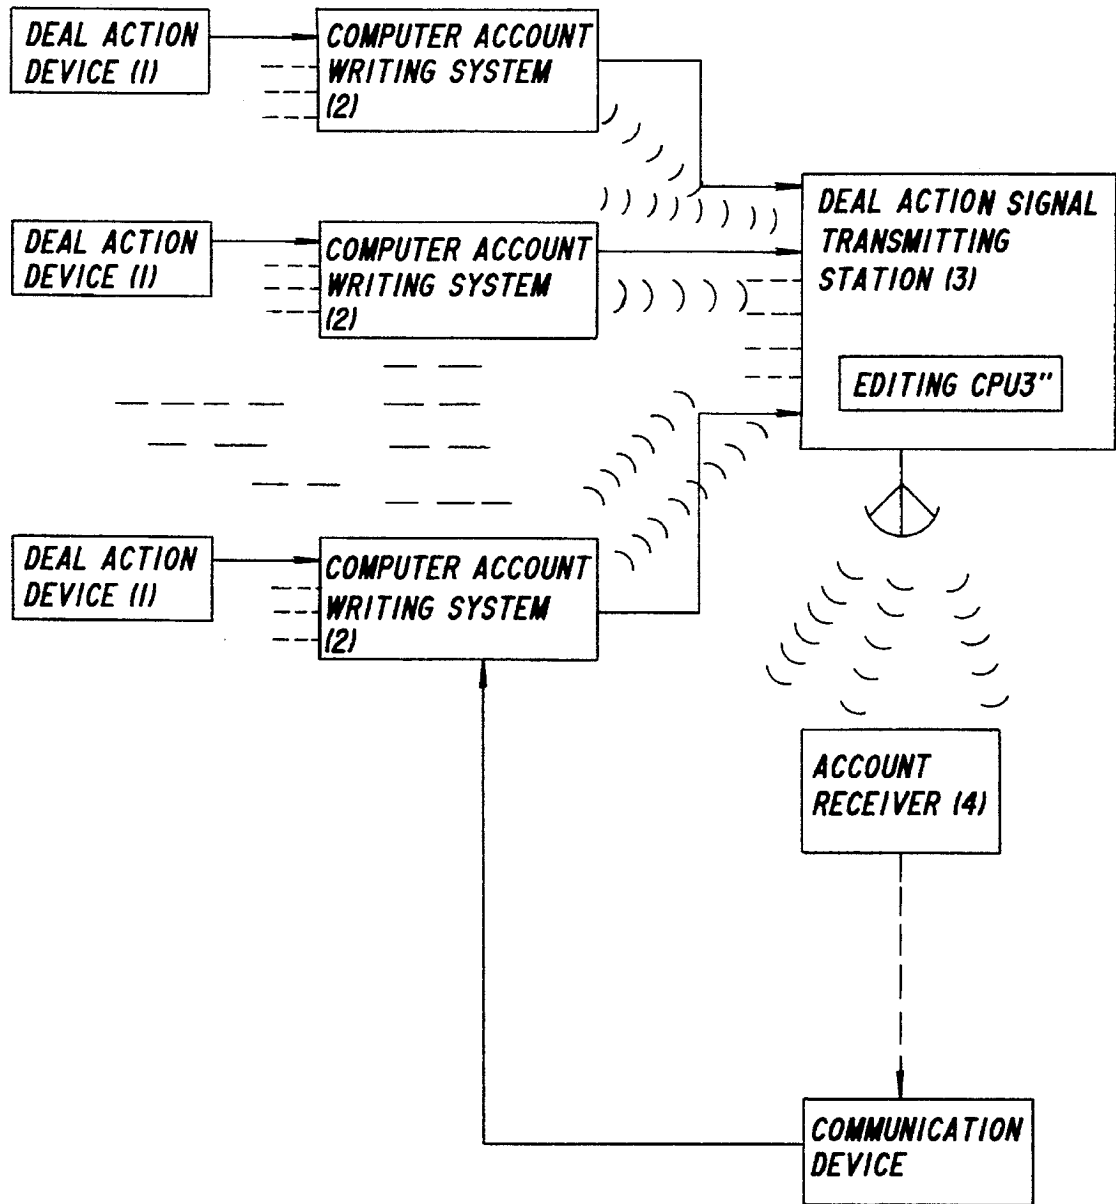 DEAL ACTION
DEVICE (1)
COMPUTER ACCOUNT
WRITING SYSTEM
(2)
DEAL ACTION
DEVICE (1)
COMPUTER ACCOUNT
WRITING SYSTEM
(2)
DEAL ACTION SIGNAL
TRANSMITTING
STATION (3)
EDITING CPU3"
DEAL ACTION
DEVICE (1)
COMPUTER ACCOUNT
WRITING SYSTEM
(2)
ACCOUNT
RECEIVER (4)
COMMUNICATION
DEVICE